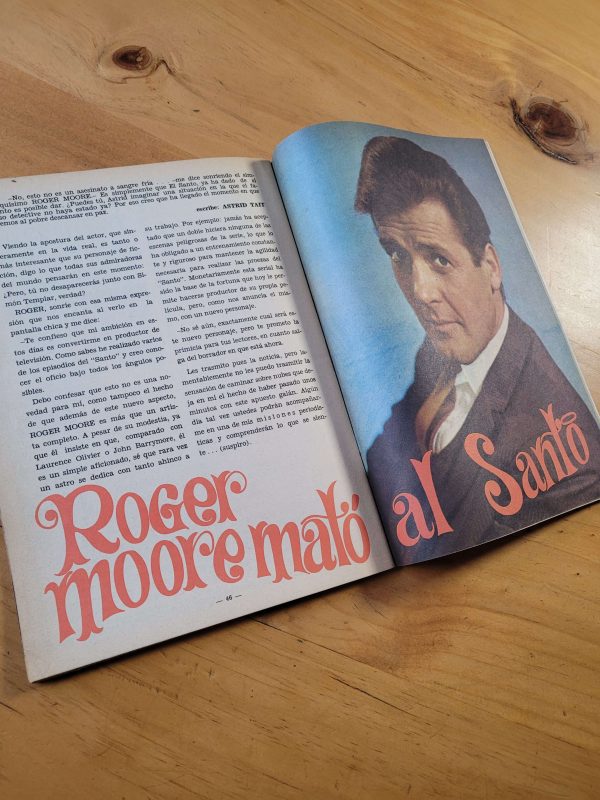 —No, esto no es un asesinato a sangre fría —me dice sonriendo el sim-
quísimo ROGER MOORE— Es simplemente que El Santo, ya ha dado de sí
nto es posible dar. ¿Puedes tú, Astrid imaginar una situación en la que el fa-
so detective no haya estado ya? Por eso creo que ha llegado el momento en que
emos al pobre descansar en paz.
escribe: ASTRID TAIT
Viendo la apostura del actor, que sin-
ceramente en la vida real, es tanto o
más interesante que su personaje de fic-
ción, digo lo que todas sus admiradoras
del mundo pensarán en este momento:
¿Pero, tú no desaparecerás junto con Si-
món Templar, verdad?
ROGER, sonríe con esa misma expre-
sión que nos encanta al verlo en la
pantalla chica y me dice:
—Te confieso que mi ambición en es-
tos días es convertirme en productor de
televisión. Como sabes he realizado varios
de los episodios del "Santo" y creo cono-
cer el oficio bajo todos los ángulos po-
sibles.
Debo confesar que esto no es una no-
vedad para mí, como tampoco el hecho
de que además de este nuevo aspecto,
ROGER MOORE es más que un artis-
ta completo. A pesar de su modestia, ya
que él insiste en que, comparado con
Laurence Olivier o John Barrymore, él
es un simple aficionado, sé que rara vez
un astro se dedica con tanto ahínco a
su trabajo. Por ejemplo: jamás ha acep-
tado que un doble hiciera ninguna de las
escenas peligrosas de la serie, lo que lo
ha obligado a un entrenamiento constan-
te y riguroso para mantener la agilidad
necesaria para realizar las proezas del
"Santo". Monetariamente esta serial ha
sido la base de la fortuna que hoy le per-
mite hacerse productor de su propia pe-
lícula, pero, como nos anuncia el mis-
mo, con un nuevo personaje.
—No sé aún, exactamente cuál será es-
te nuevo personaje, pero te prometo la
primicia para tus lectores, en cuanto sal-
ga del borrador en que está ahora.
Les trasmito pues la noticia, pero la-
mentablemente no les puedo trasmitir la
sensación de caminar sobre nubes que de-
ja en mí el hecho de haber pasado unos
minutos con este apuesto galán. Algún
día tal vez ustedes podrán acompañar-
me en una de mis misiones periodís-
ticas y comprenderán lo que se sien-
te . . . (suspiro).
Roger
moore mató
al Santo
— 46 —